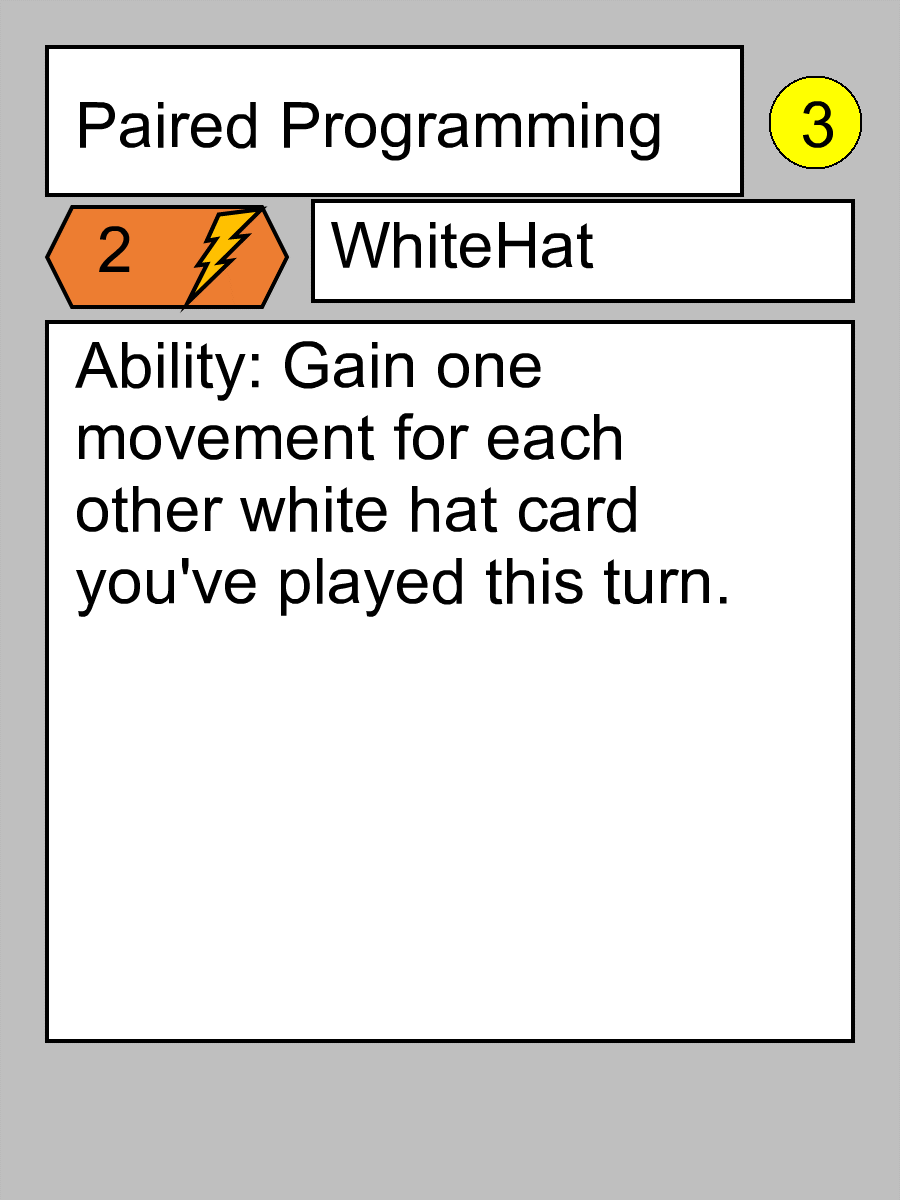 Paired Programming
3
2
WhiteHat
Ability: Gain one
movement for each
other white hat card
you've played this turn.